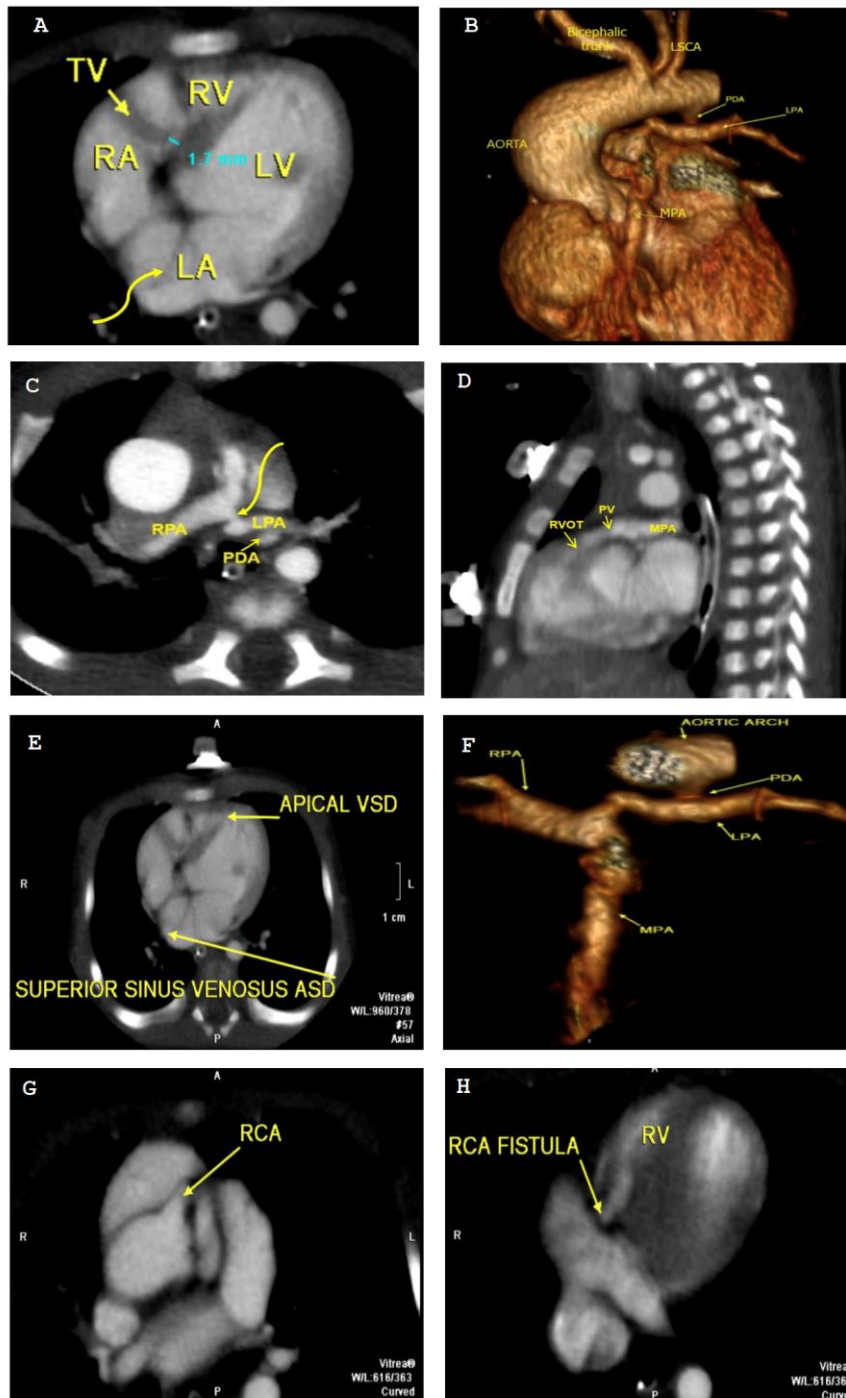 A
TV
RV
RA
1.7 mm
LV
LA
B
Bicephalic
trunk
LSCA
PDA
LPA
AORTA
MPA
C
RPA
LPA
PDA
D
RVOT
PV
MPA
E
A
APICAL VSD
R
L
1 cm
SUPERIOR SINUS VENOSUS ASD
Vitrea®
W/L:960/378
#57
Axial
P
F
AORTIC ARCH
RPA
PDA
LPA
MPA
G
A
RCA
R
L
Vitrea®
W/L:616/363
Curved
P
H
RV
RCA FISTULA
R
P